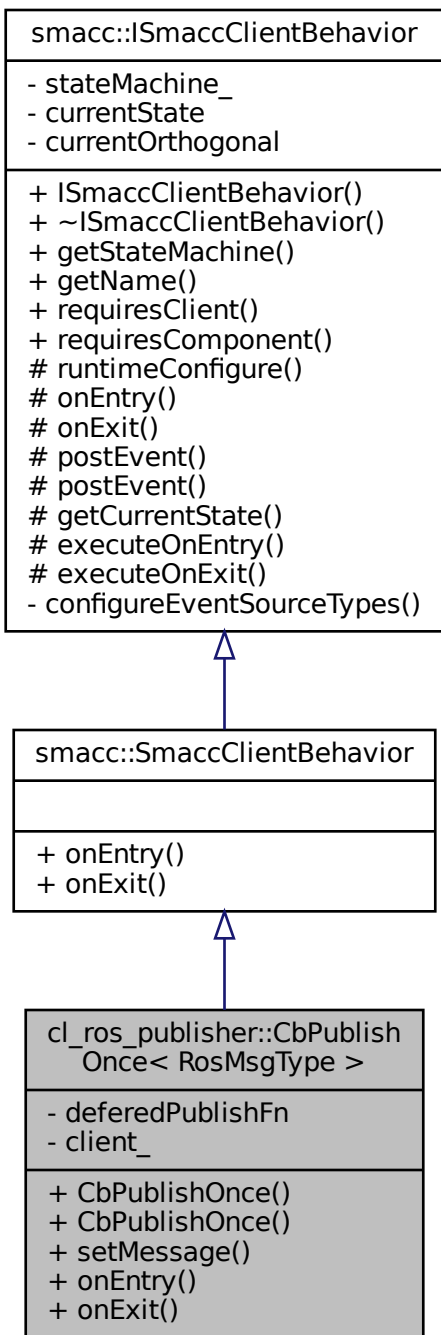 smacc::ISmaccClientBehavior
- stateMachine_
- currentState
- currentOrthogonal
+ ISmaccClientBehavior()
+ ~ISmaccClientBehavior()
+ getStateMachine()
+ getName()
+ requiresClient()
+ requiresComponent()
# runtimeConfigure()
# onEntry()
# onExit()
# postEvent()
# postEvent()
# getCurrentState()
# executeOnEntry()
# executeOnExit()
- configureEventSourceTypes()
smacc::SmaccClientBehavior
+ onEntry()
+ onExit()
cl_ros_publisher::CbPublish
Once< RosMsgType >
- deferedPublishFn
- client_
+ CbPublishOnce()
+ CbPublishOnce()
+ setMessage()
+ onEntry()
+ onExit()